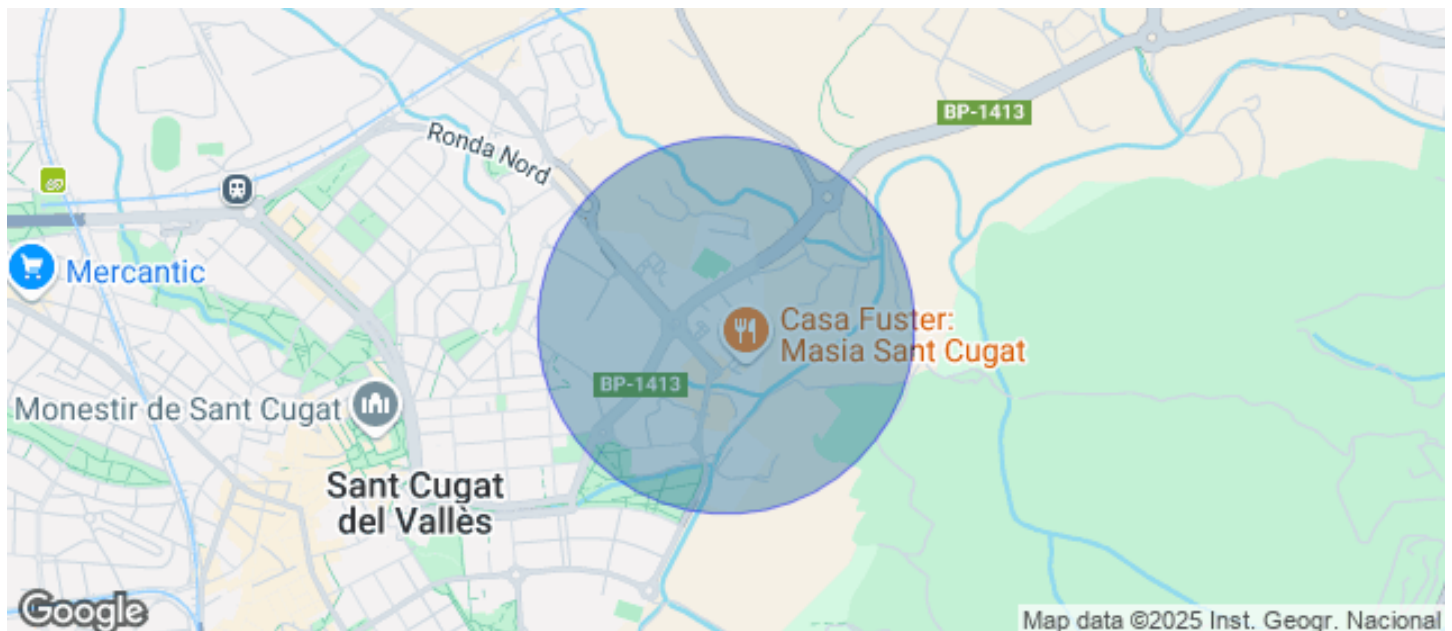 BP-1413
Ronda Nord
Mercantic
Casa Fuster:
Masia Sant Cugat
BP-1413
Monestir de Sant Cugat
Sant Cugat
del Vallès
Google
Map data ©2025 Inst. Geogr. Nacional